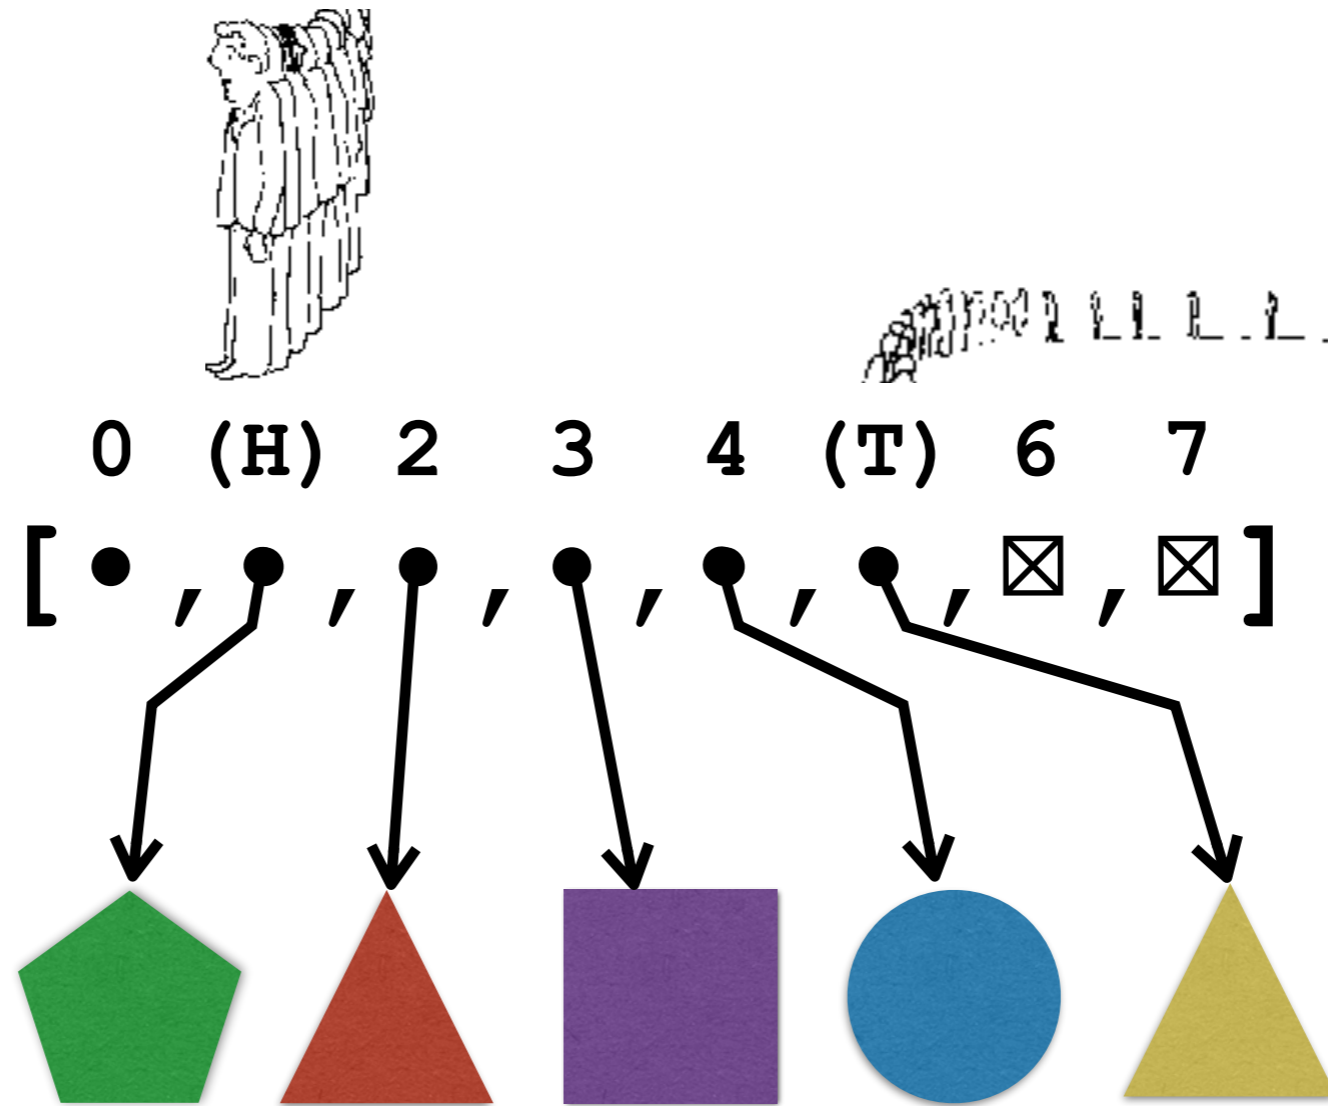 0 (H) 2 3 4 (T) 6 7
[ • , • , • , • , • , • , ☒ , ☒ ]